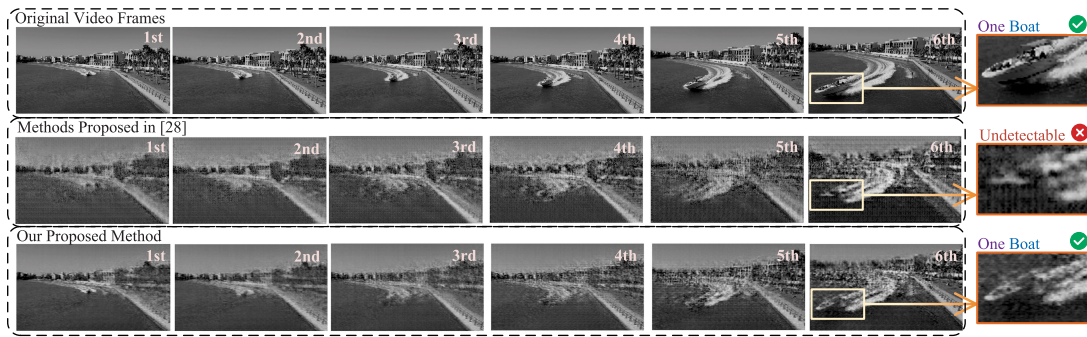 Original Video Frames
1st 2nd 3rd 4th 5th 6th
One Boat
Methods Proposed in [28]
1st 2nd 3rd 4th 5th 6th
Undetectable
Our Proposed Method
1st 2nd 3rd 4th 5th 6th
One Boat